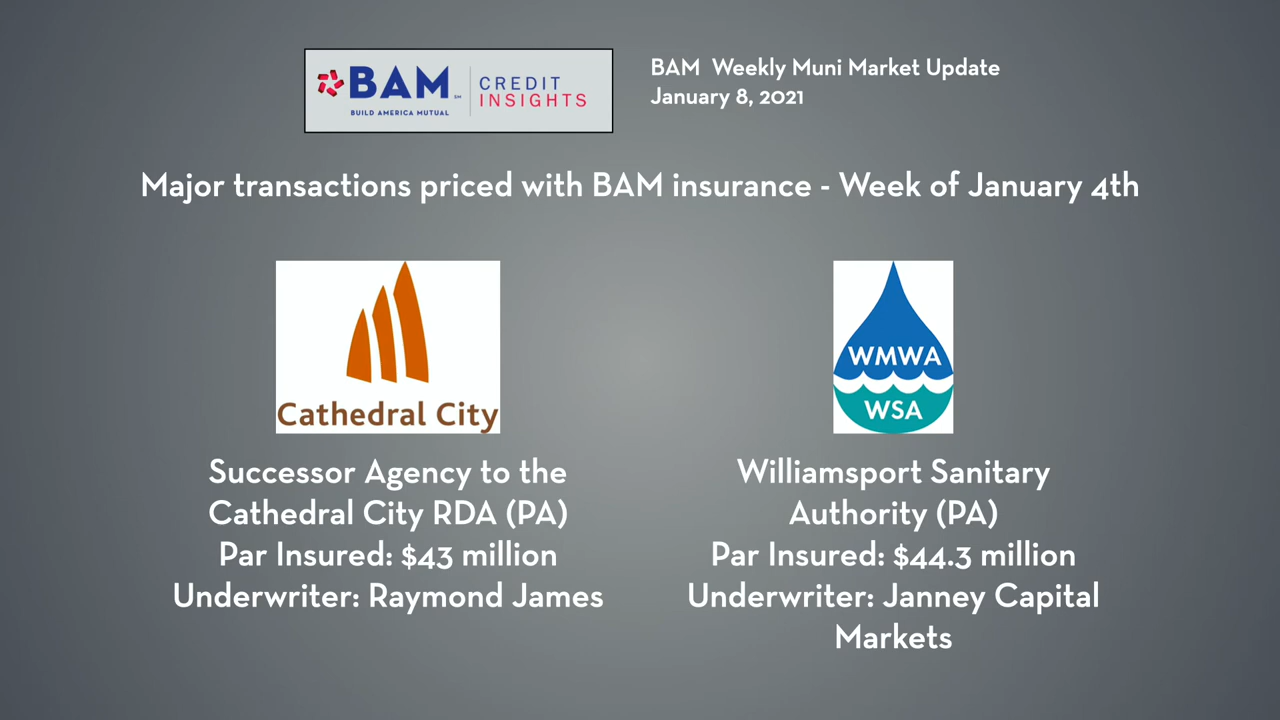 BAM SM
BUILD AMERICA MUTUAL
CREDIT
INSIGHTS
BAM Weekly Muni Market Update
January 8, 2021
Major transactions priced with BAM insurance - Week of January 4th
Cathedral City
Successor Agency to the
Cathedral City RDA (PA)
Par Insured: $43 million
Underwriter: Raymond James
WMWA
WSA
Williamsport Sanitary
Authority (PA)
Par Insured: $44.3 million
Underwriter: Janney Capital
Markets